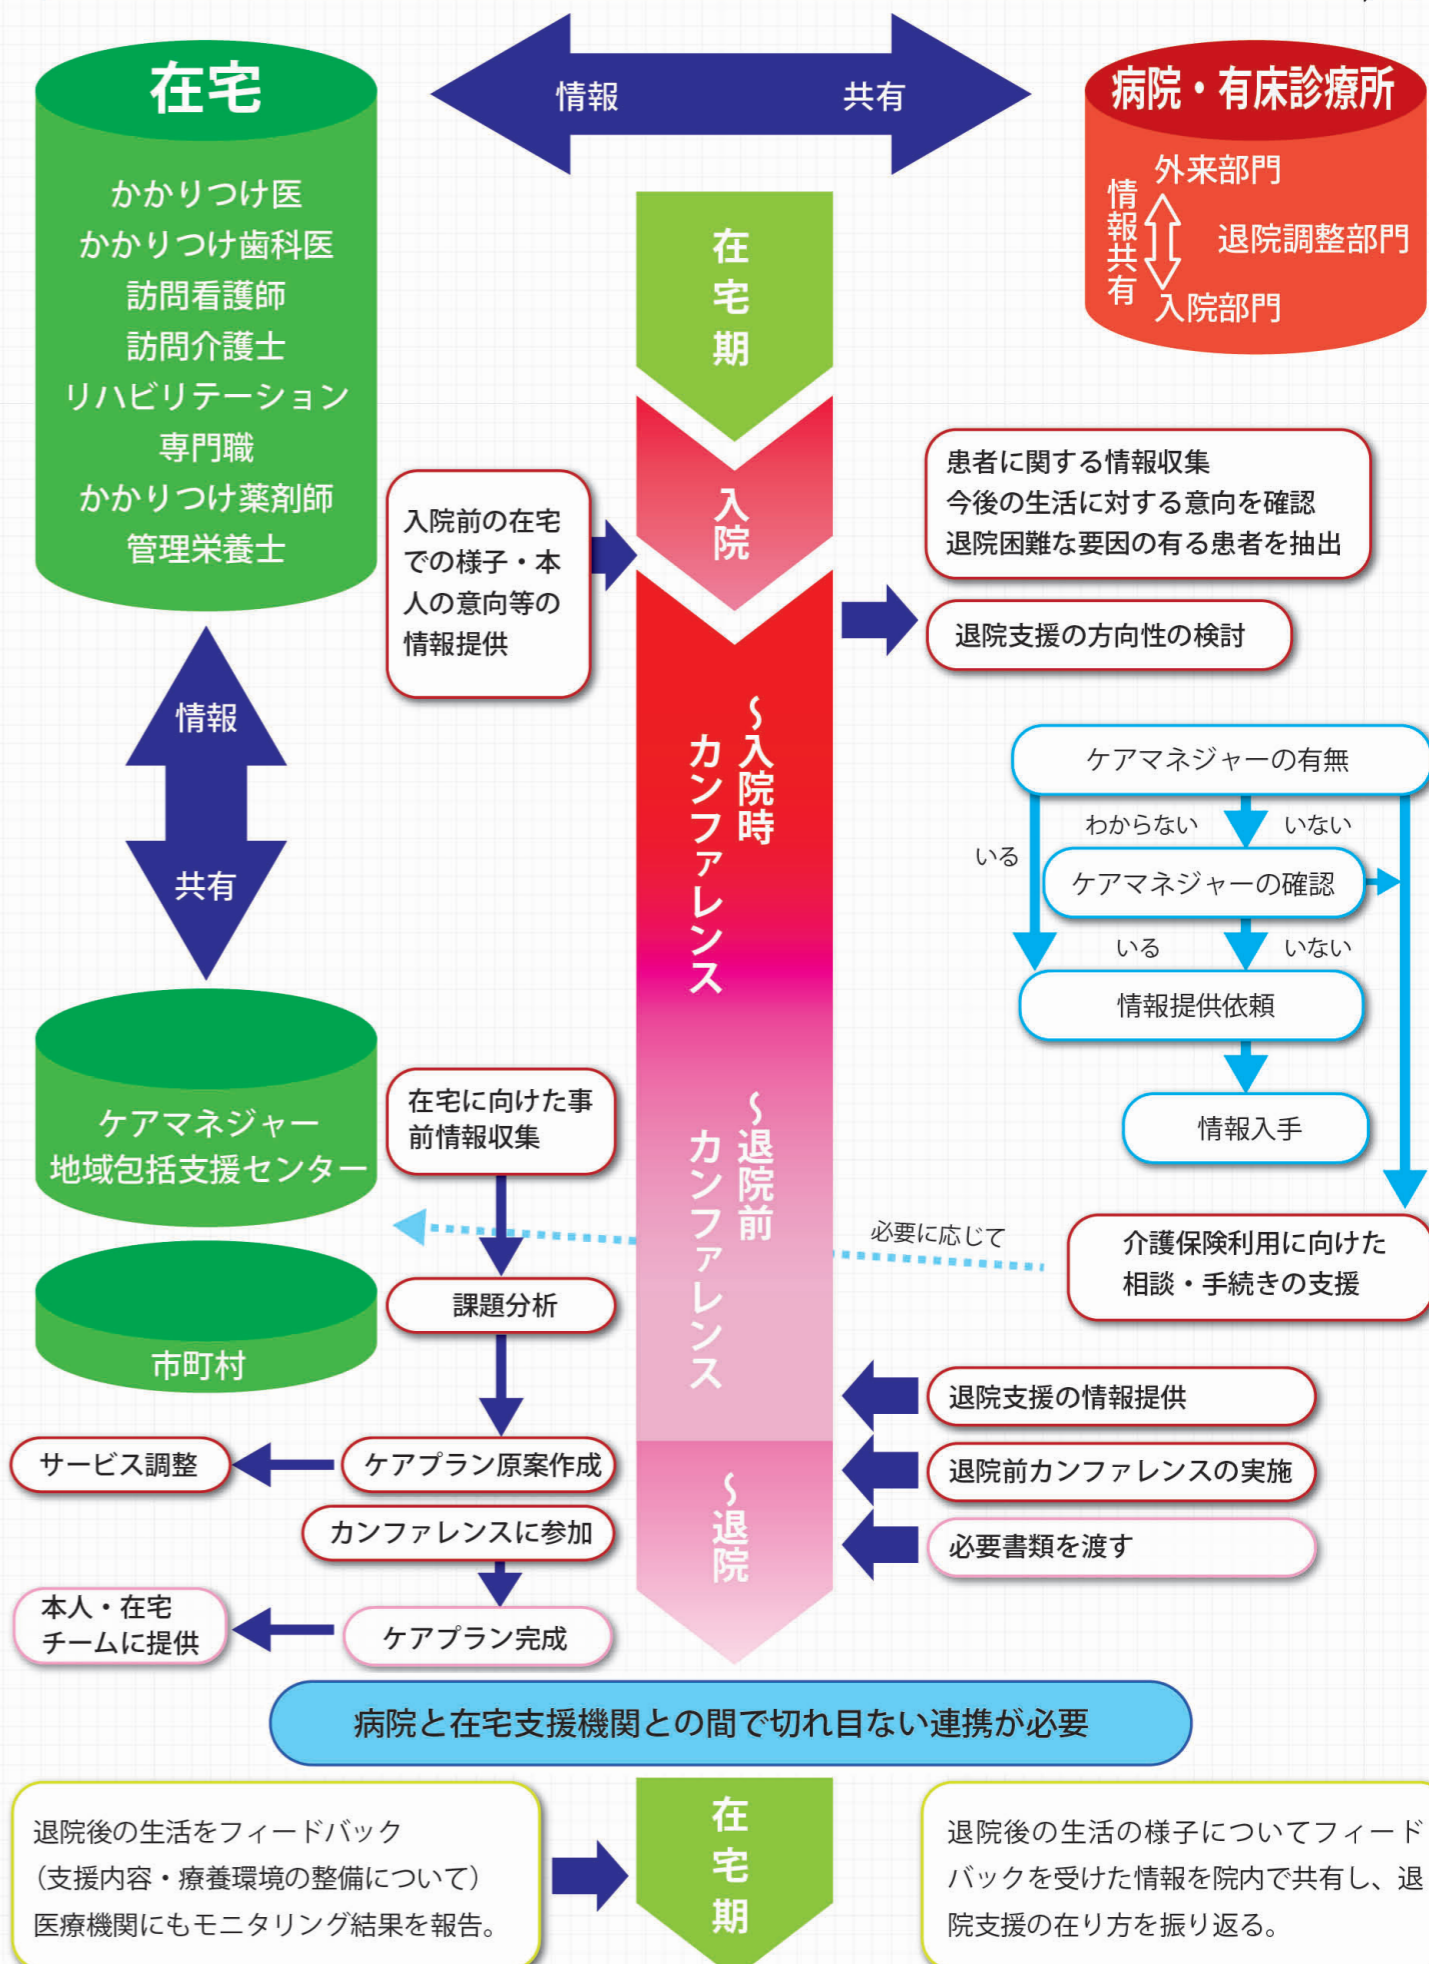 在宅
情報 共有
病院・有床診療所
かかりつけ医
かかりつけ歯科医
訪問看護師
訪問介護士
リハビリテーション
専門職
かかりつけ薬剤師
管理栄養士
外来部門
情報共有
退院調整部門
入院部門
在宅期
入院
入院前の在宅
での様子・本
人の意向等の
情報提供
患者に関する情報収集
今後の生活に対する意向を確認
退院困難な要因の有る患者を抽出
退院支援の方向性の検討
情報
共有
〜入院時
カンファレンス
ケアマネジャーの有無
わからない
いない
いる
ケアマネジャーの確認
いる
いない
情報提供依頼
情報入手
ケアマネジャー
地域包括支援センター
市町村
在宅に向けた事
前情報収集
〜退院前
カンファレンス
必要に応じて
介護保険利用に向けた
相談・手続きの支援
課題分析
退院支援の情報提供
サービス調整
ケアプラン原案作成
退院前カンファレンスの実施
カンファレンスに参加
〜退院
必要書類を渡す
本人・在宅
チームに提供
ケアプラン完成
病院と在宅支援機関との間で切れ目ない連携が必要
退院後の生活をフィードバック
（支援内容・療養環境の整備について）
医療機関にもモニタリング結果を報告。
在宅期
退院後の生活の様子についてフィード
バックを受けた情報を院内で共有し、退
院支援の在り方を振り返る。